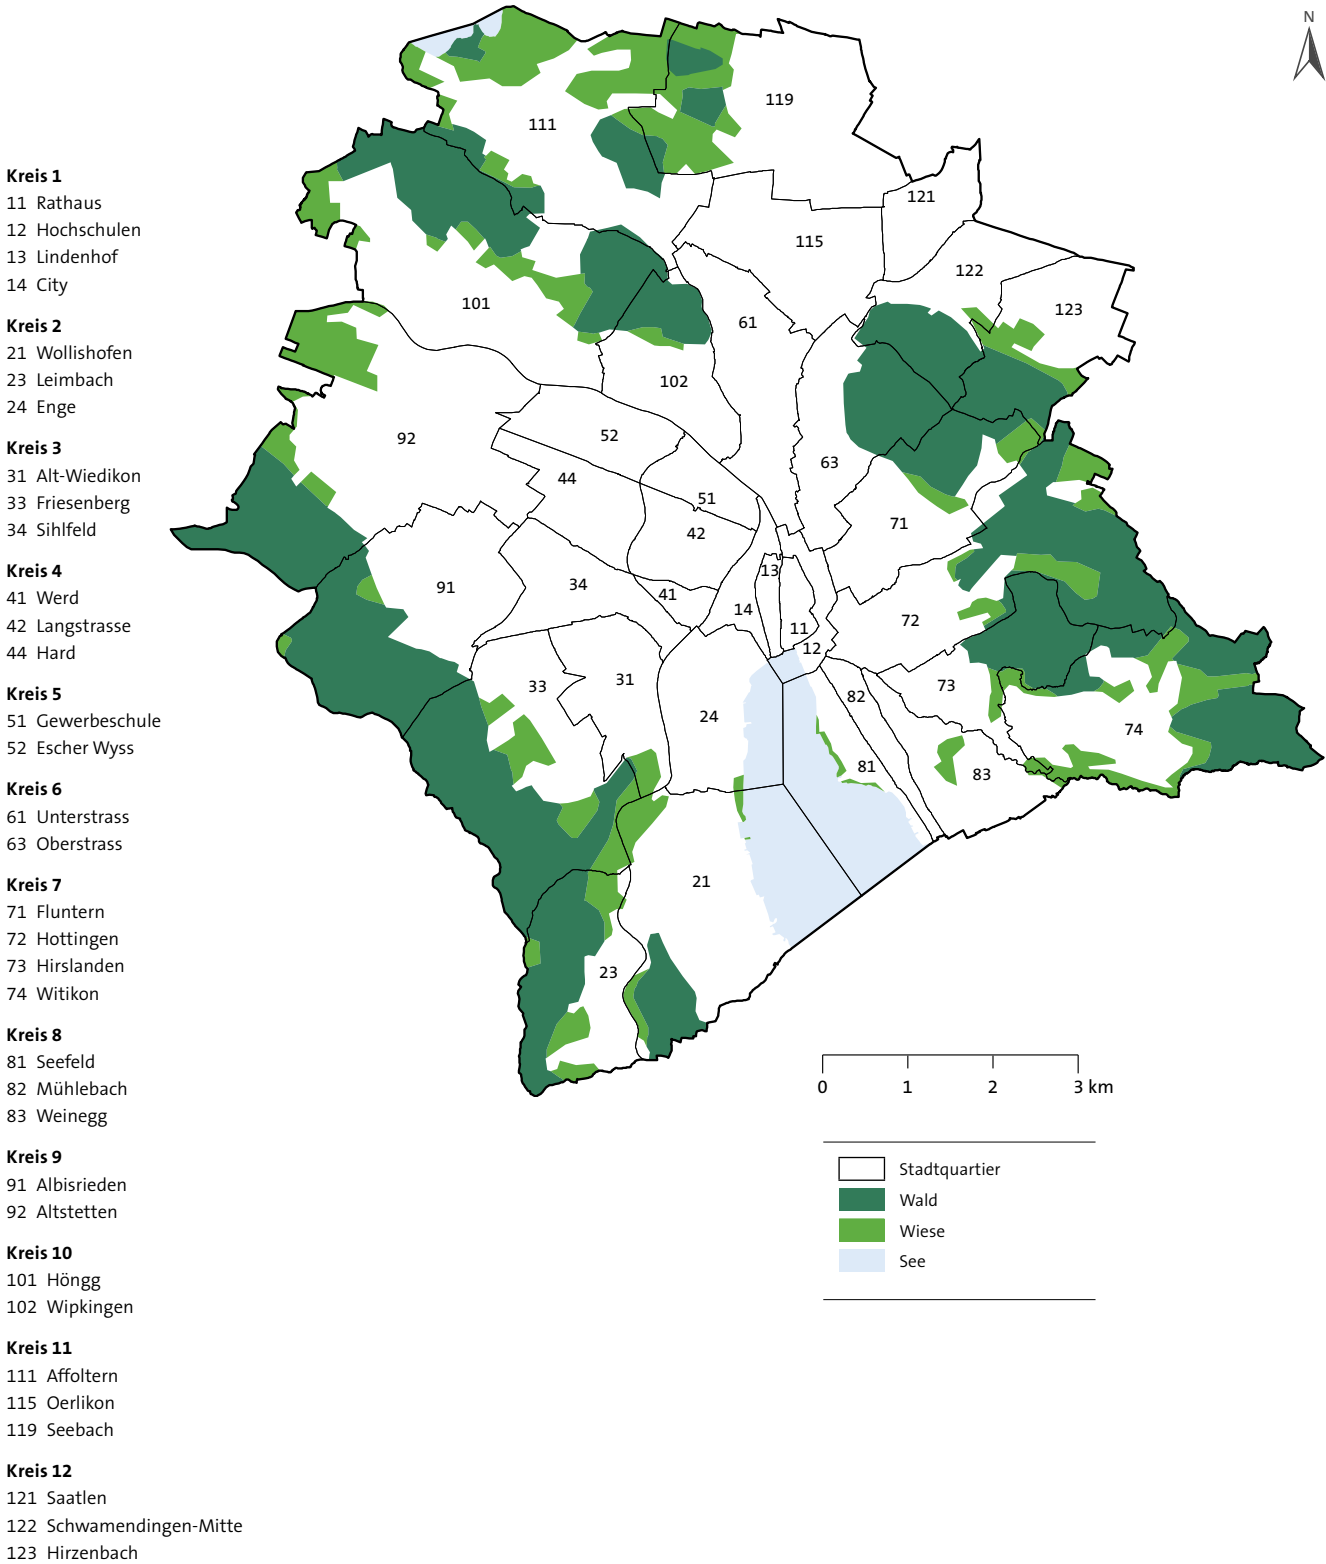 N
Kreis 1
11 Rathaus
12 Hochschulen
13 Lindenhof
14 City
Kreis 2
21 Wollishofen
23 Leimbach
24 Enge
Kreis 3
31 Alt-Wiedikon
33 Friesenberg
34 Sihlfeld
Kreis 4
41 Werd
42 Langstrasse
44 Hard
Kreis 5
51 Gewerbeschule
52 Escher Wyss
Kreis 6
61 Unterstrass
63 Oberstrass
Kreis 7
71 Fluntern
72 Hottingen
73 Hirslanden
74 Witikon
Kreis 8
81 Seefeld
82 Mühlebach
83 Weinegg
Kreis 9
91 Albisrieden
92 Altstetten
Kreis 10
101 Höngg
102 Wipkingen
Kreis 11
111 Affoltern
115 Oerlikon
119 Seebach
Kreis 12
121 Saatlen
122 Schwamendingen-Mitte
123 Hirzenbach
119
111
121
115
122
101
123
61
102
52
92
63
44
51
71
42
13
34
91
41
14
72
11
12
31
33
73
82
24
74
81
83
21
23
0 1 2 3 km
Stadtquartier
Wald
Wiese
See